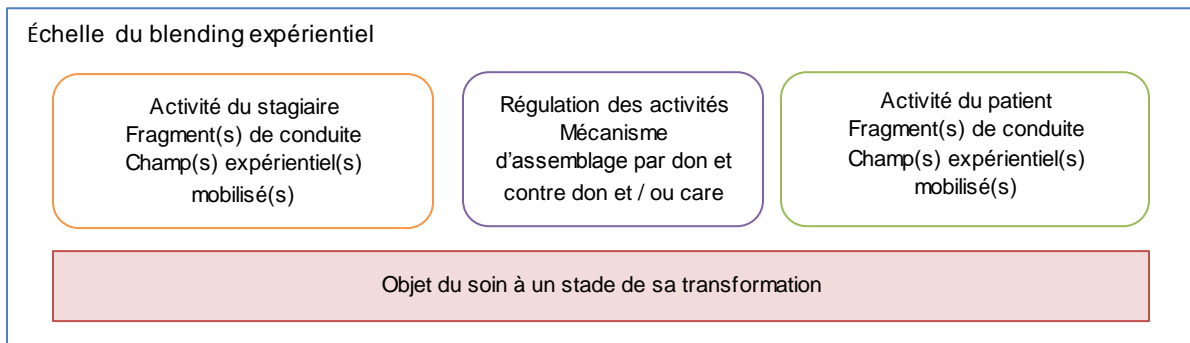 Échelle du blending expérientiel
Activité du stagiaire
Fragment(s) de conduite
Champ(s) expérientiel(s)
mobilisé(s)
Régulation des activités
Mécanisme
d'assemblage par don et
contre don et / ou care
Activité du patient
Fragment(s) de conduite
Champ(s) expérientiel(s)
mobilisé(s)
Objet du soin à un stade de sa transformation